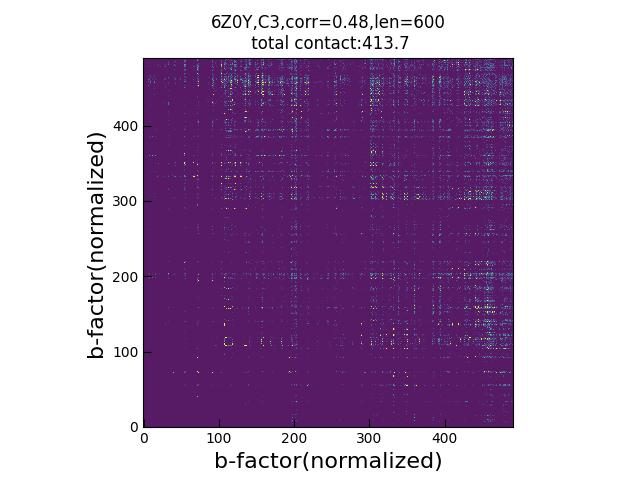 6Z0Y,C3,corr=0.48,len=600
total contact:413.7
b-factor(normalized)
400
300
200
100
0
0 100 200 300 400
b-factor(normalized)